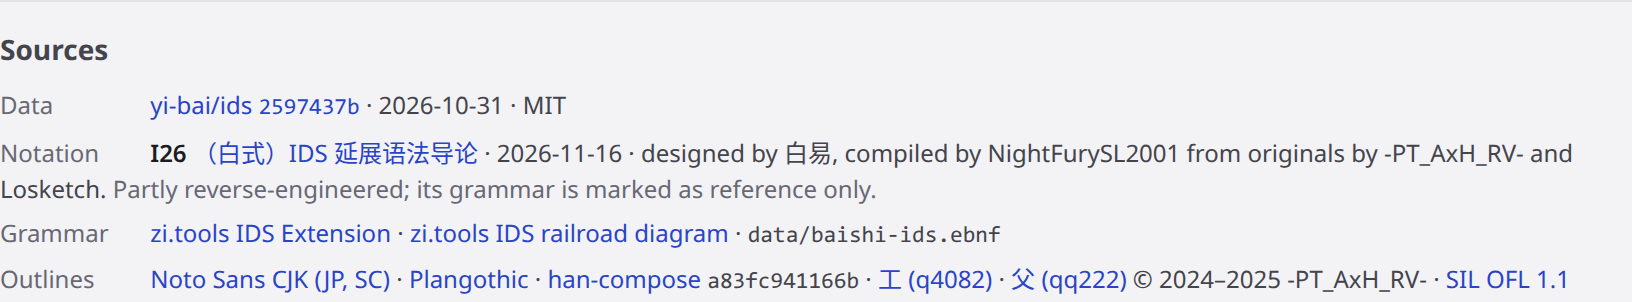 Sources
Data yi-bai/ids 2597437b · 2026-10-31 · MIT
Notation I26 （白式）IDS 延展语法导论 · 2026-11-16 · designed by 白易, compiled by NightFurySL2001 from originals by -PT_AxH_RV- and
Losketch. Partly reverse-engineered; its grammar is marked as reference only.
Grammar zi.tools IDS Extension · zi.tools IDS railroad diagram · data/baishi-ids.ebnf
Outlines Noto Sans CJK (JP, SC) · Plangothic · han-compose a83fc941166b · 工 (q4082) · 父 (qq222) © 2024–2025 -PT_AxH_RV- · SIL OFL 1.1